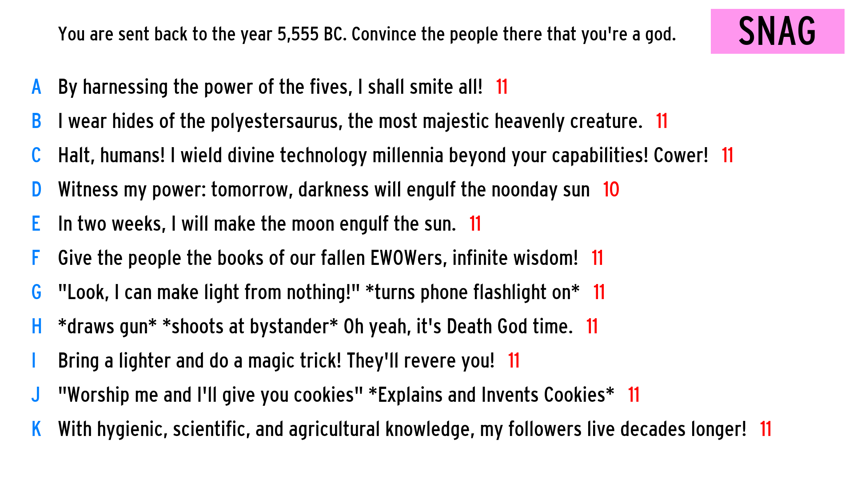 You are sent back to the year 5,555 BC. Convince the people there that you're a god.
SNAG
A By harnessing the power of the fives, I shall smite all! 11
B I wear hides of the polyestersaurus, the most majestic heavenly creature. 11
C Halt, humans! I wield divine technology millennia beyond your capabilities! Cower! 11
D Witness my power: tomorrow, darkness will engulf the noonday sun 10
E In two weeks, I will make the moon engulf the sun. 11
F Give the people the books of our fallen EWOWers, infinite wisdom! 11
G "Look, I can make light from nothing!" *turns phone flashlight on* 11
H *draws gun* *shoots at bystander* Oh yeah, it's Death God time. 11
I Bring a lighter and do a magic trick! They'll revere you! 11
J "Worship me and I'll give you cookies" *Explains and Invents Cookies* 11
K With hygienic, scientific, and agricultural knowledge, my followers live decades longer! 11